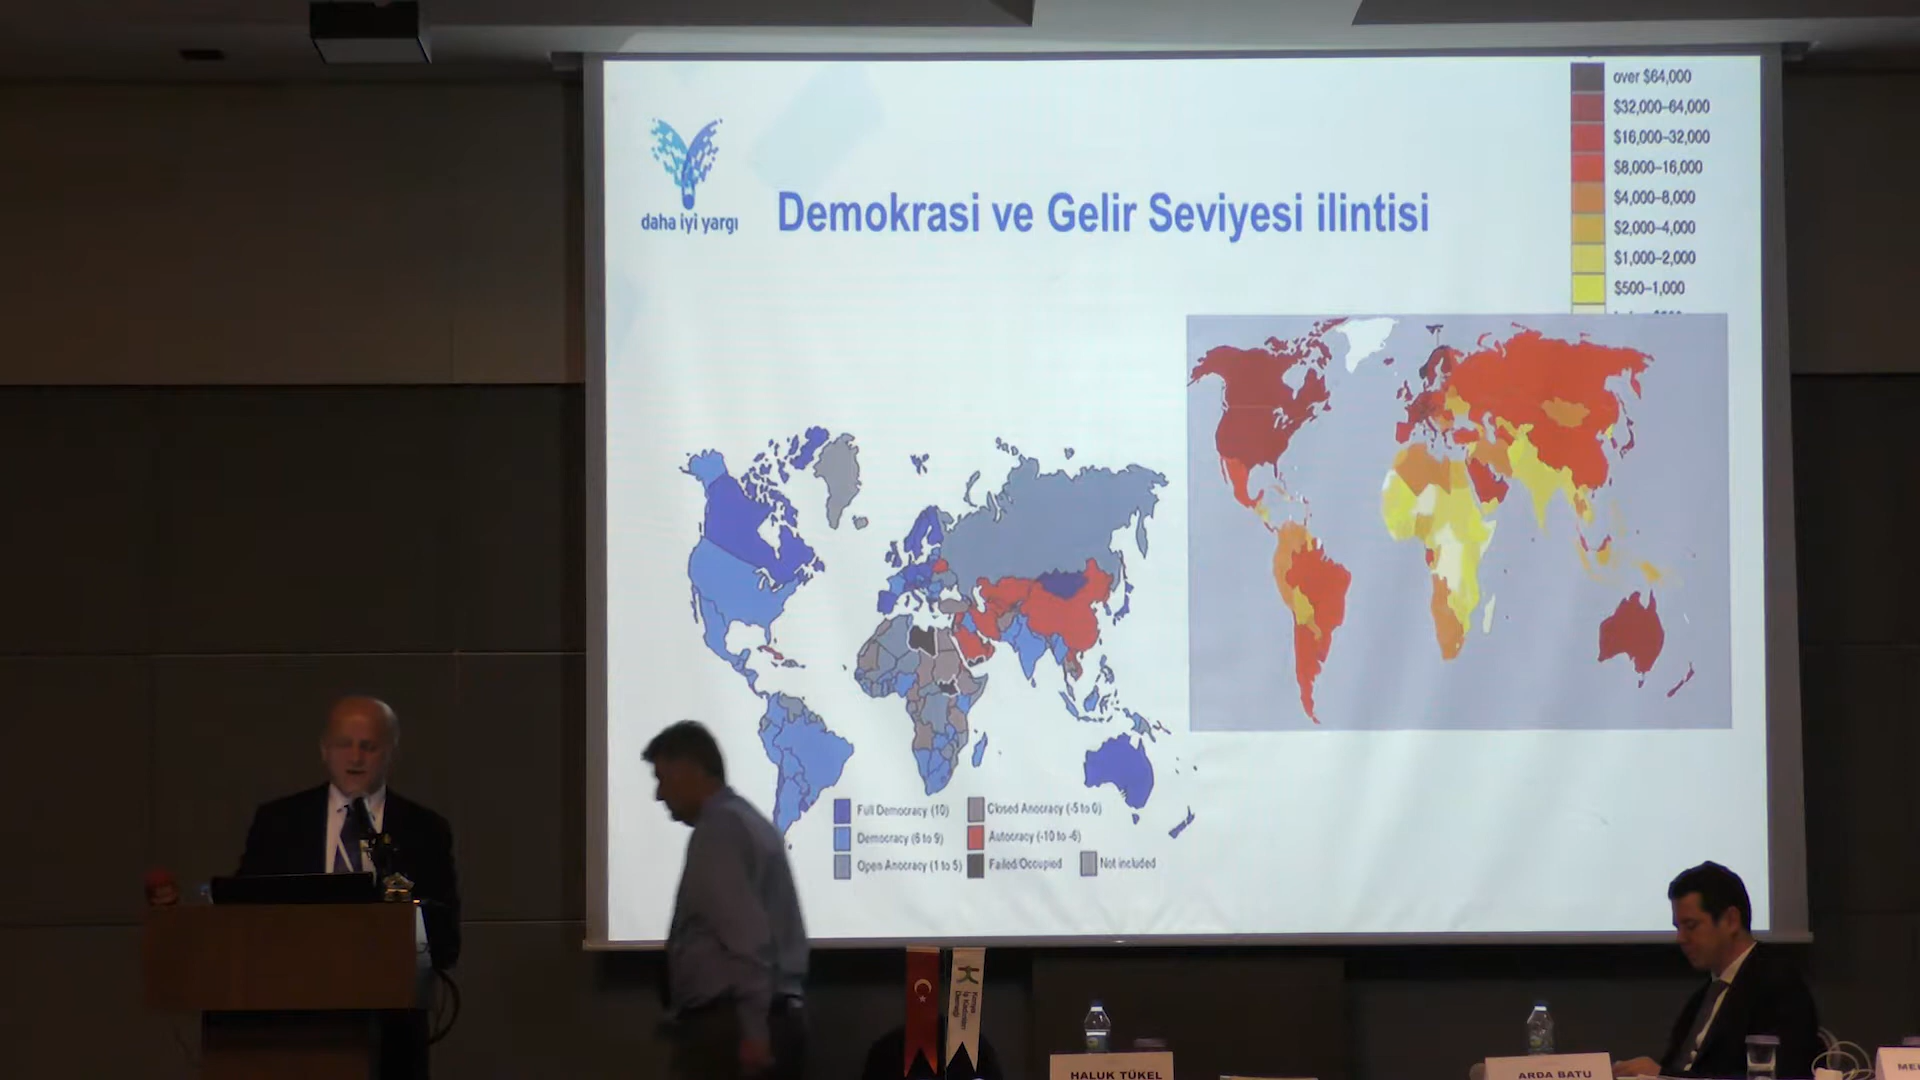 daha iyi yargı
Demokrasi ve Gelir Seviyesi ilintisi
over $64,000
$32,000–64,000
$16,000–32,000
$8,000–16,000
$4,000–8,000
$2,000–4,000
$1,000–2,000
$500–1,000
Full Democracy (10)
Democracy (6 to 9)
Open Anocracy (1 to 5)
Closed Anocracy (-5 to 0)
Autocracy (-10 to -6)
Failed/Occupied
Not included
HALUK TÜKEL
ARDA BATU